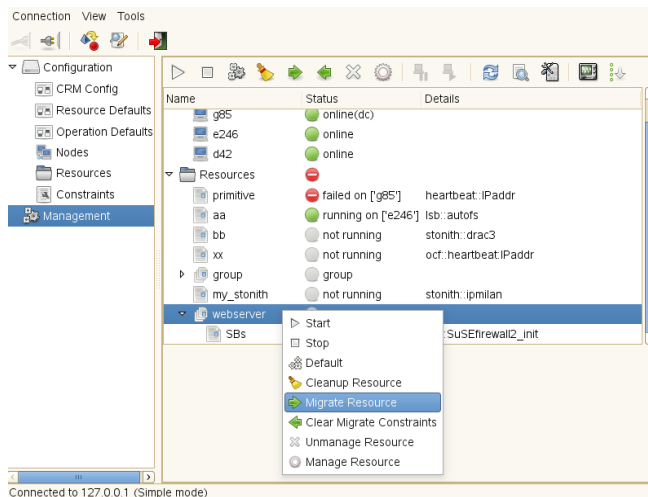 Connection View Tools
Configuration
CRM Config
Resource Defaults
Operation Defaults
Nodes
Resources
Constraints
Management
Name Status Details
g85 online(dc)
e246 online
d42 online
Resources
primitive failed on ['g85'] heartbeat::IPaddr
aa running on ['e246'] lsb::autofs
bb not running stonith::drac3
xx not running ocf::heartbeat:IPaddr
group group
my_stonith not running stonith::ipmilan
webserver
SBs :SuSEfirewall2_init
Start
Stop
Default
Cleanup Resource
Migrate Resource
Clear Migrate Constraints
Unmanage Resource
Manage Resource
Connected to 127.0.0.1 (Simple mode)